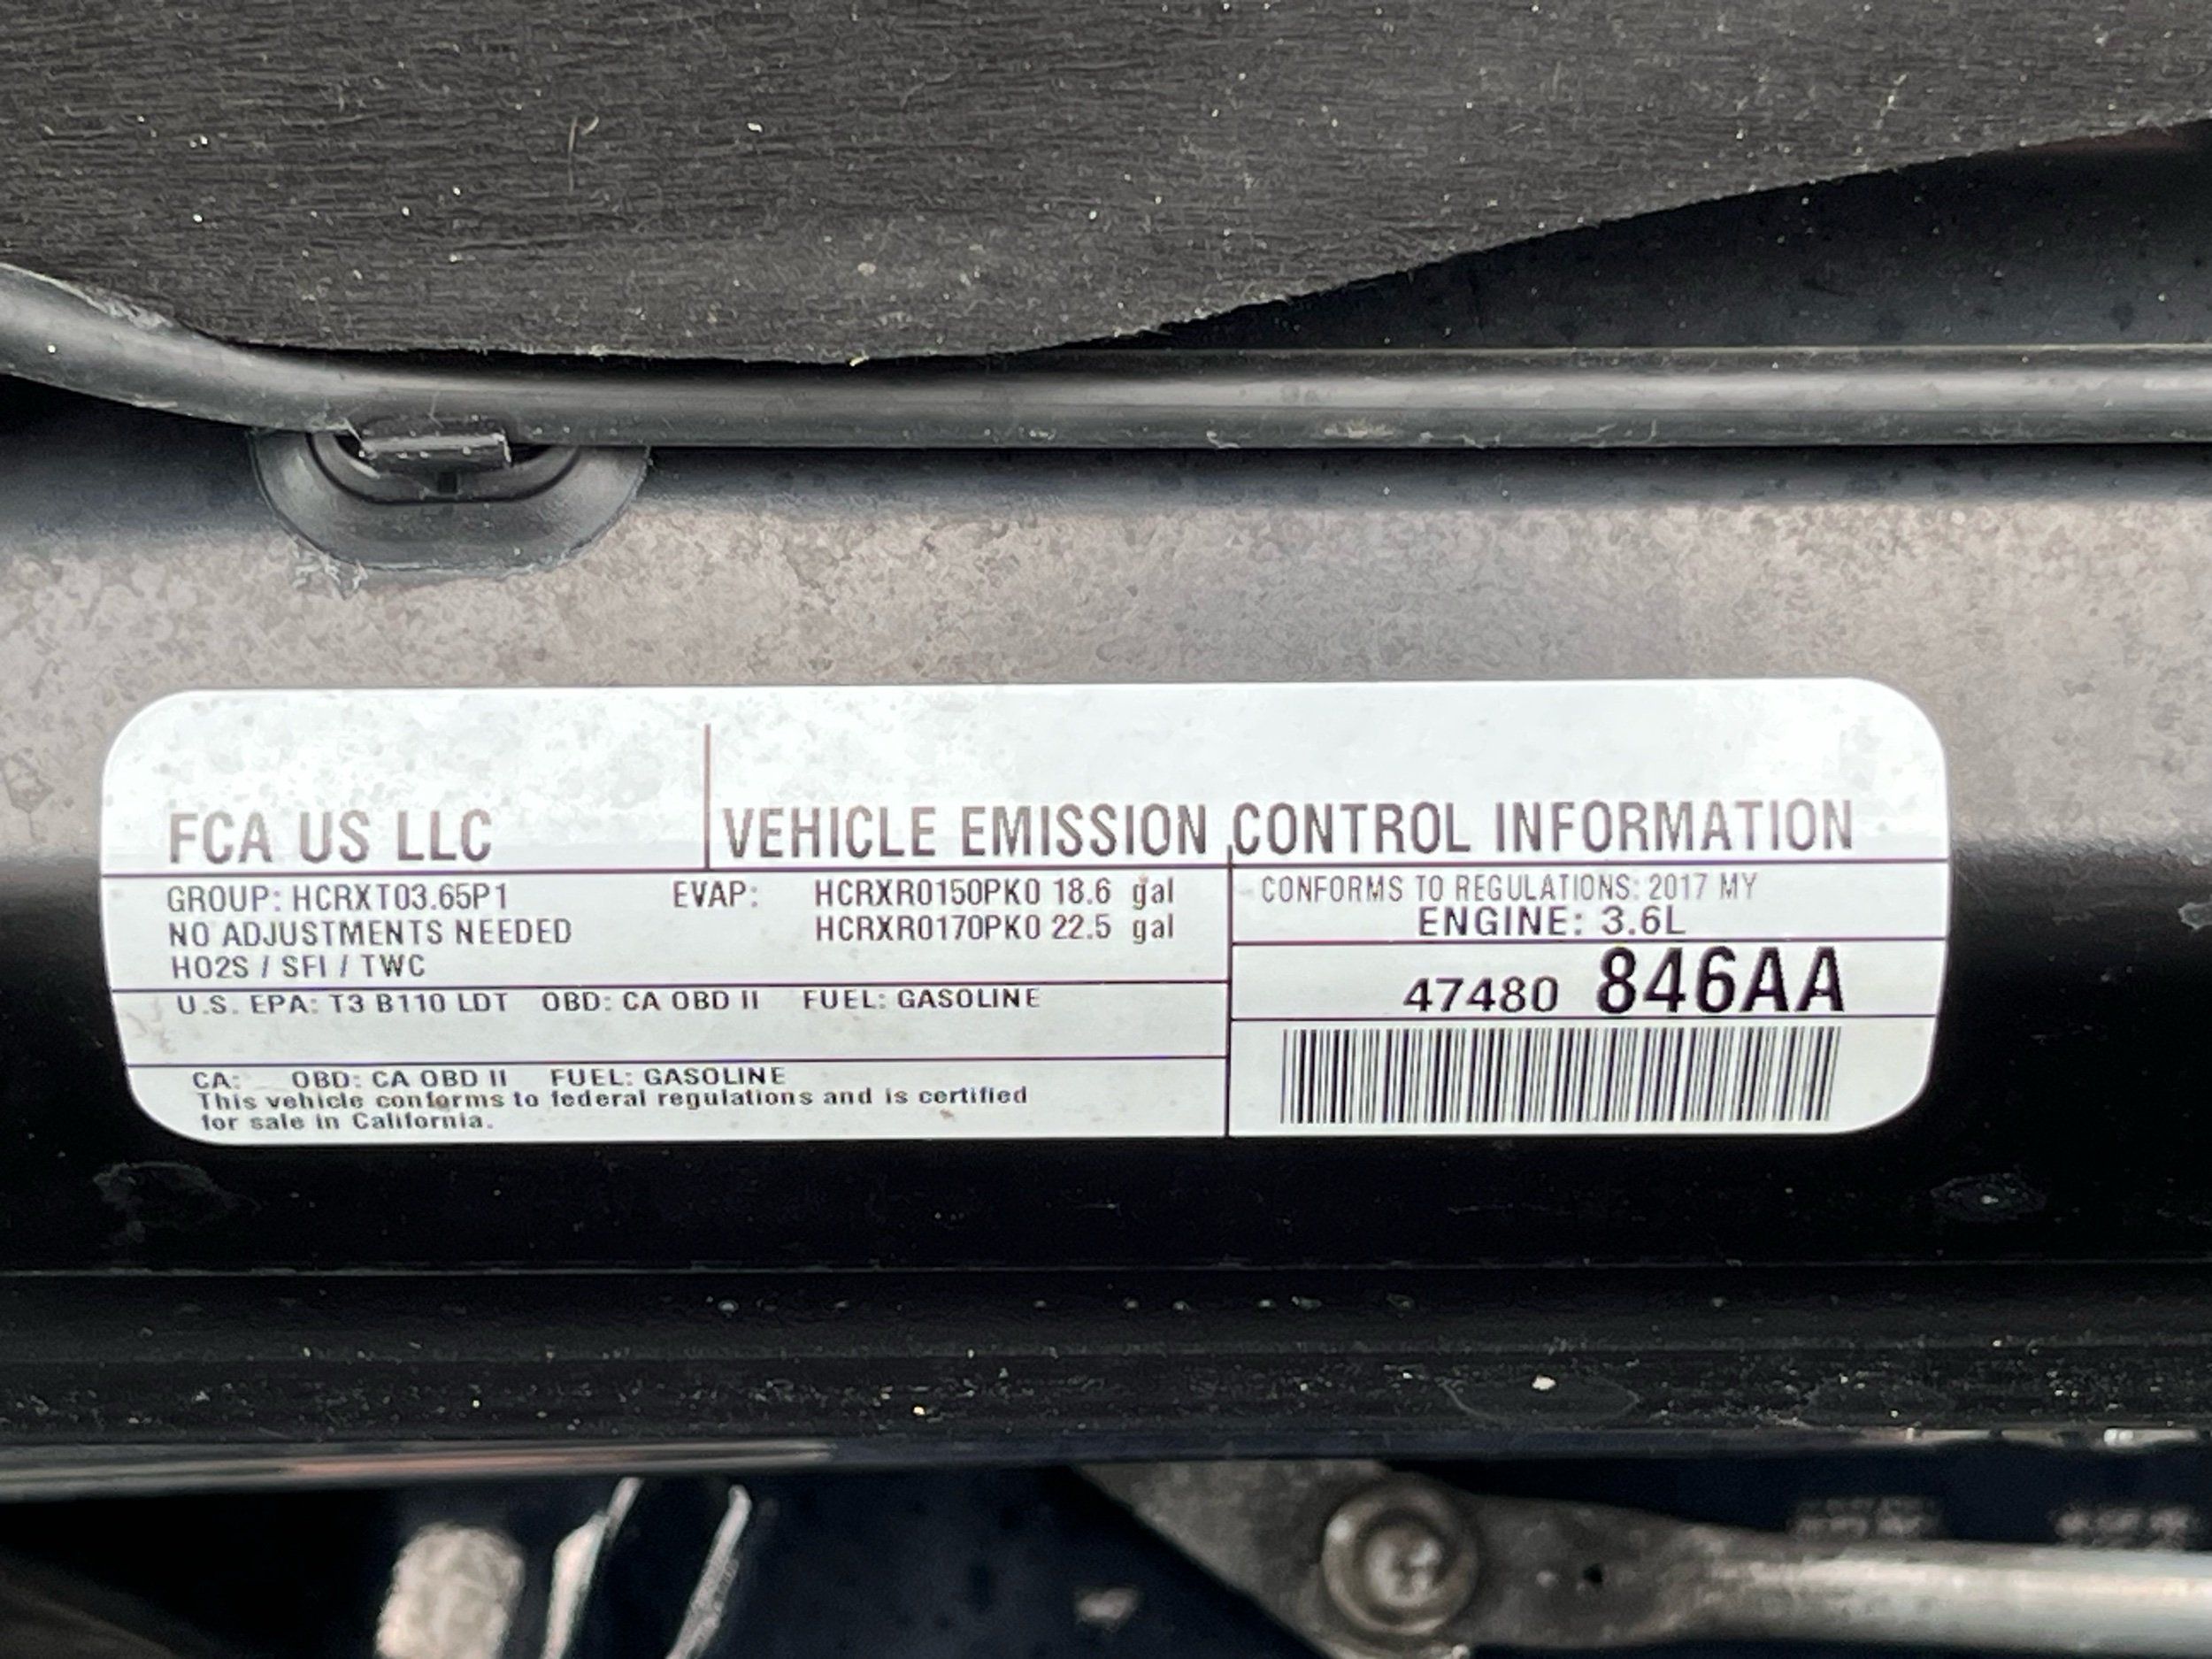 FCA US LLC
VEHICLE EMISSION CONTROL INFORMATION
GROUP: HCRXT03.65P1
NO ADJUSTMENTS NEEDED
HO2S / SFI / TWC
EVAP: HCRXR0150PK0 18.6 gal
HCRXR0170PK0 22.5 gal
CONFORMS TO REGULATIONS: 2017 MY
ENGINE: 3.6L
47480 846AA
U.S. EPA: T3 B110 LDT OBD: CA OBD II FUEL: GASOLINE
CA: OBD: CA OBD II FUEL: GASOLINE
This vehicle conforms to federal regulations and is certified
for sale in California.